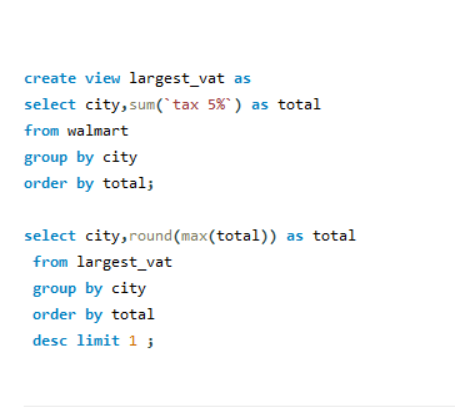 create view largest_vat as
select city,sum(`tax 5%`) as total
from walmart
group by city
order by total;
select city,round(max(total)) as total
from largest_vat
group by city
order by total
desc limit 1 ;